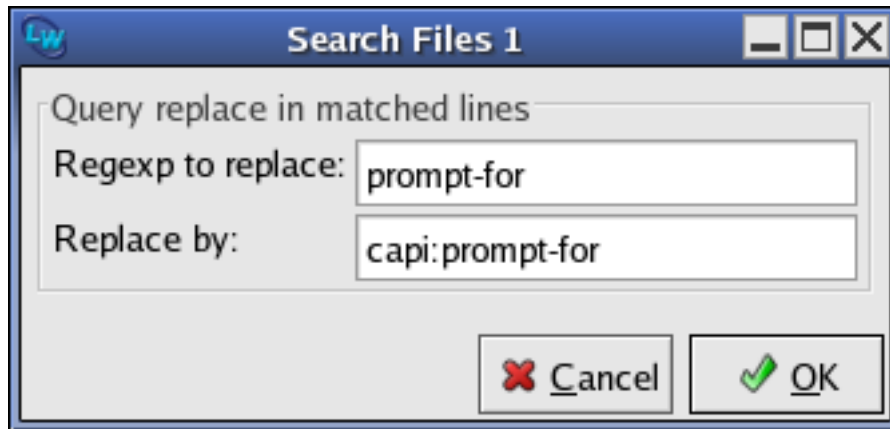 LW Search Files 1
Query replace in matched lines
Regexp to replace: prompt-for
Replace by: capi:prompt-for
Cancel OK